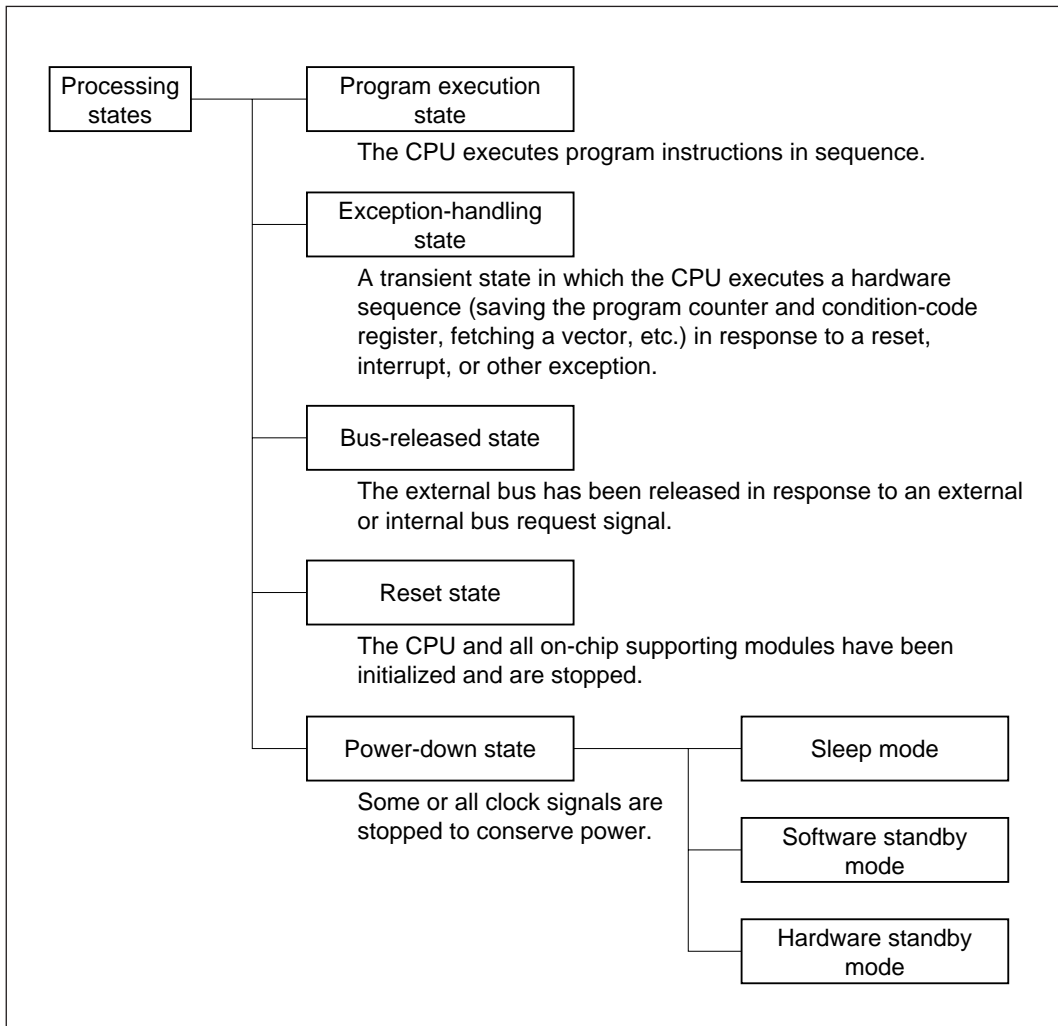 Processing
states
Program execution
state
The CPU executes program instructions in sequence.
Exception-handling
state
A transient state in which the CPU executes a hardware
sequence (saving the program counter and condition-code
register, fetching a vector, etc.) in response to a reset,
interrupt, or other exception.
Bus-released state
The external bus has been released in response to an external
or internal bus request signal.
Reset state
The CPU and all on-chip supporting modules have been
initialized and are stopped.
Power-down state
Some or all clock signals are
stopped to conserve power.
Sleep mode
Software standby
mode
Hardware standby
mode